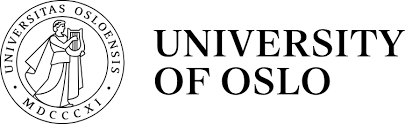 UNIVERSITAS OSLOENSIS
MDCCCXI
UNIVERSITY
OF OSLO